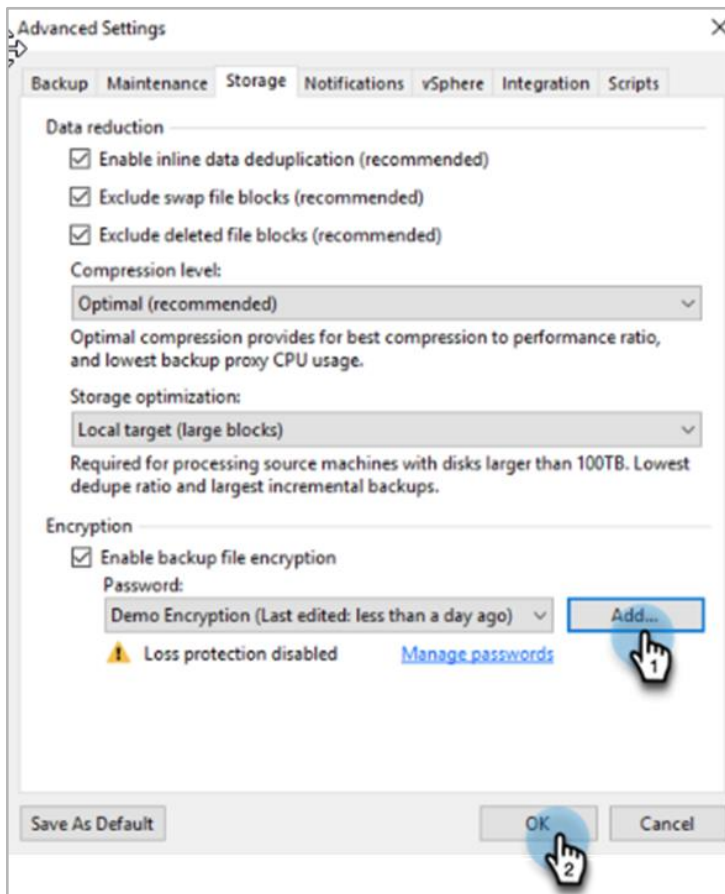 Advanced Settings
Backup Maintenance Storage Notifications vSphere Integration Scripts
Data reduction
Enable inline data deduplication (recommended)
Exclude swap file blocks (recommended)
Exclude deleted file blocks (recommended)
Compression level:
Optimal (recommended)
Optimal compression provides for best compression to performance ratio,
and lowest backup proxy CPU usage.
Storage optimization:
Local target (large blocks)
Required for processing source machines with disks larger than 100TB. Lowest
dedupe ratio and largest incremental backups.
Encryption
Enable backup file encryption
Password:
Demo Encryption (Last edited: less than a day ago) Add...
Loss protection disabled Manage passwords
1
Save As Default OK Cancel
2